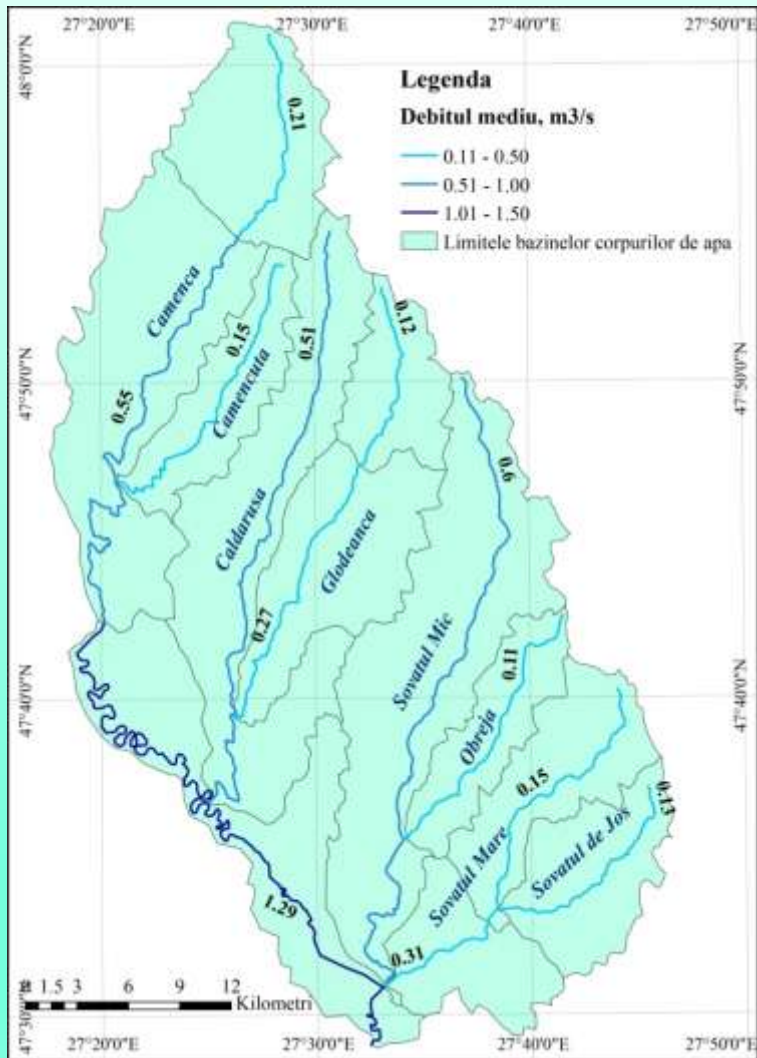 27°20'0"E 27°30'0"E 27°40'0"E 27°50'0"E
48°0'0"N
Legenda
Debitul mediu, m3/s
0.11 - 0.50
0.51 - 1.00
1.01 - 1.50
Limitele bazinelor corpurilor de apa
0.21
Camenca
0.15
0.51
0.12
47°50'0"N
47°50'0"N
0.55
Camencuta
0.6
Caldarusa
Glodeanca
0.27
Sovatul Mic
0.11
47°40'0"N
47°40'0"N
Obreja
0.15
0.13
Sovatul Mare
Sovatul de Jos
1.29
0.31
1.5 3 6 9 12
Kilometri
47°30'0"N
27°20'0"E 27°30'0"E 27°40'0"E